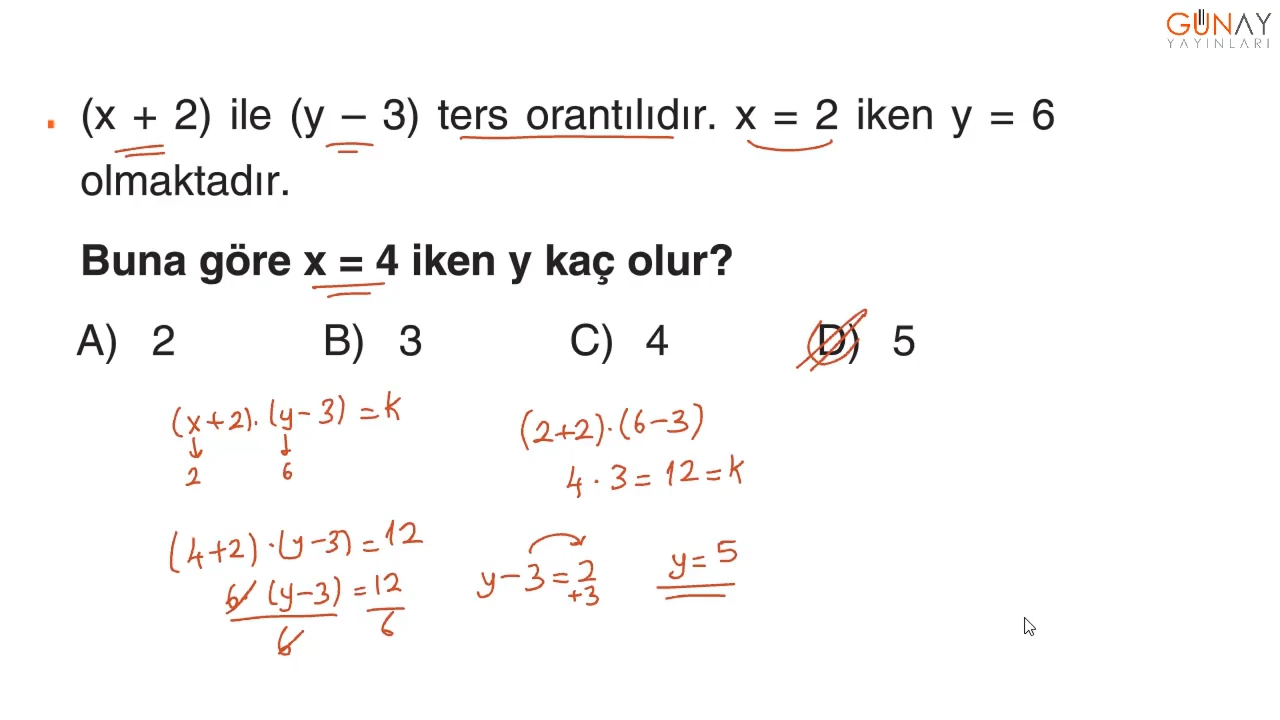 GÜNAY
YAYINLARI
(x + 2) ile (y – 3) ters orantılıdır. x = 2 iken y = 6
olmaktadır.
Buna göre x = 4 iken y kaç olur?
A) 2 B) 3 C) 4 D) 5
(x+2).(y-3)=k
2 6
(2+2).(6-3)
4.3=12=k
(4+2).(y-3)=12
6 (y-3)=12
6 6
y-3=2
+3
y=5